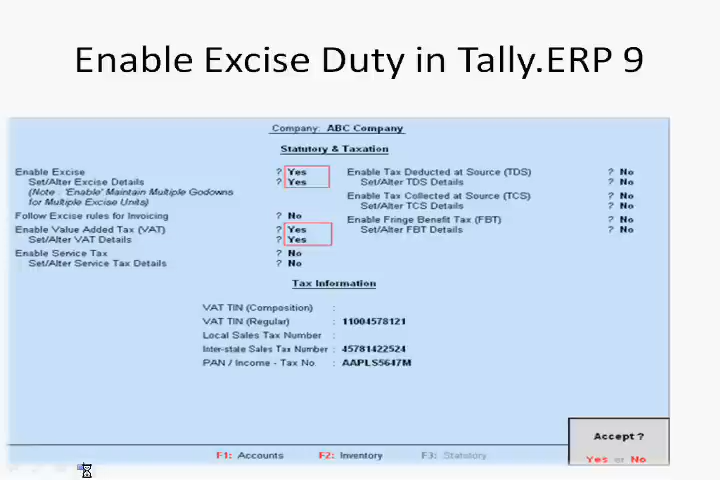 Enable Excise Duty in Tally.ERP 9
Company: ABC Company
Statutory & Taxation
Enable Excise ? Yes
Set/Alter Excise Details ? Yes
(Note : 'Enable' Maintain Multiple Godowns
for Multiple Excise Units)
Follow Excise rules for Invoicing ? No
Enable Value Added Tax (VAT) ? Yes
Set/Alter VAT Details ? Yes
Enable Service Tax ? No
Set/Alter Service Tax Details ? No
Enable Tax Deducted at Source (TDS) ? No
Set/Alter TDS Details ? No
Enable Tax Collected at Source (TCS) ? No
Set/Alter TCS Details ? No
Enable Fringe Benefit Tax (FBT) ? No
Set/Alter FBT Details ? No
Tax Information
VAT TIN (Composition) :
VAT TIN (Regular) : 11004578121
Local Sales Tax Number :
Inter-state Sales Tax Number : 45781422524
PAN / Income - Tax No. : AAPLS5647M
F1: Accounts F2: Inventory F3: Statutory
Accept ?
Yes or No